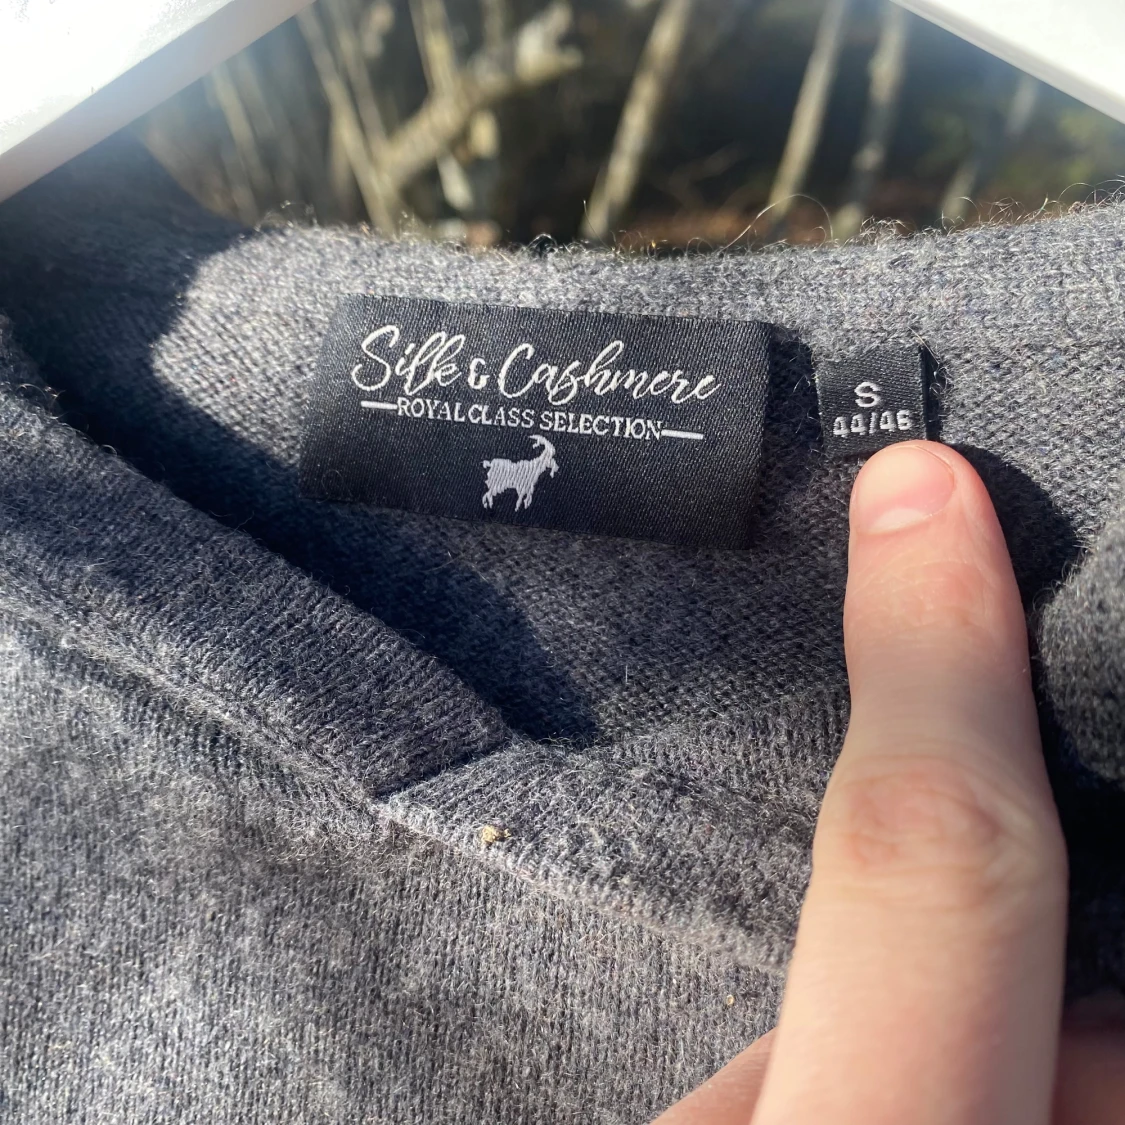 Silk & Cashmere
ROYAL CLASS SELECTION
S
44/46